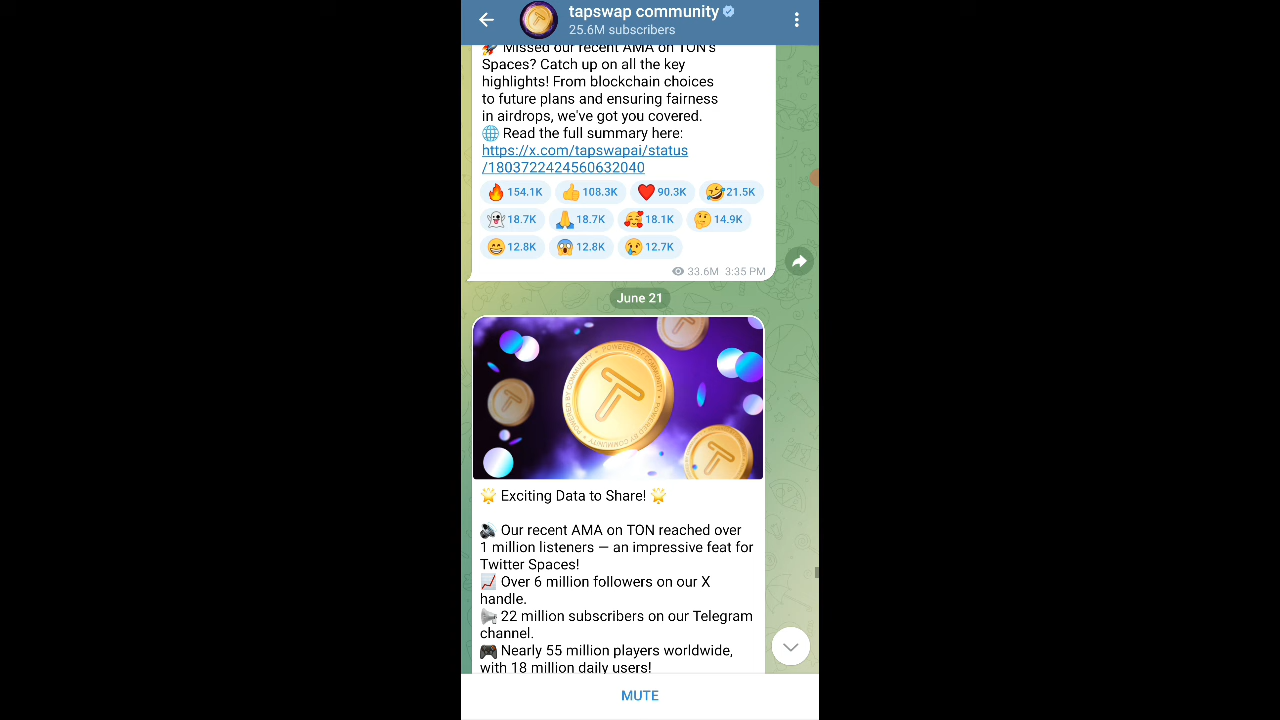 tapswap community
25.6M subscribers
🚀 Missed our recent AMA on TON's
Spaces? Catch up on all the key
highlights! From blockchain choices
to future plans and ensuring fairness
in airdrops, we've got you covered.
🌐 Read the full summary here:
https://x.com/tapswapai/status
/1803722424560632040
🔥 154.1K 👍 108.3K ❤️ 90.3K 🤣 21.5K
👻 18.7K 🙏 18.7K 🥰 18.1K 🤔 14.9K
😁 12.8K 😱 12.8K 😢 12.7K
33.6M 3:35 PM
June 21
POWERED BY COMMUNITY • POWERED BY COMMUNITY
🌟 Exciting Data to Share! 🌟
🔊 Our recent AMA on TON reached over
1 million listeners — an impressive feat for
Twitter Spaces!
📈 Over 6 million followers on our X
handle.
📢 22 million subscribers on our Telegram
channel.
🎮 Nearly 55 million players worldwide,
with 18 million daily users!
MUTE